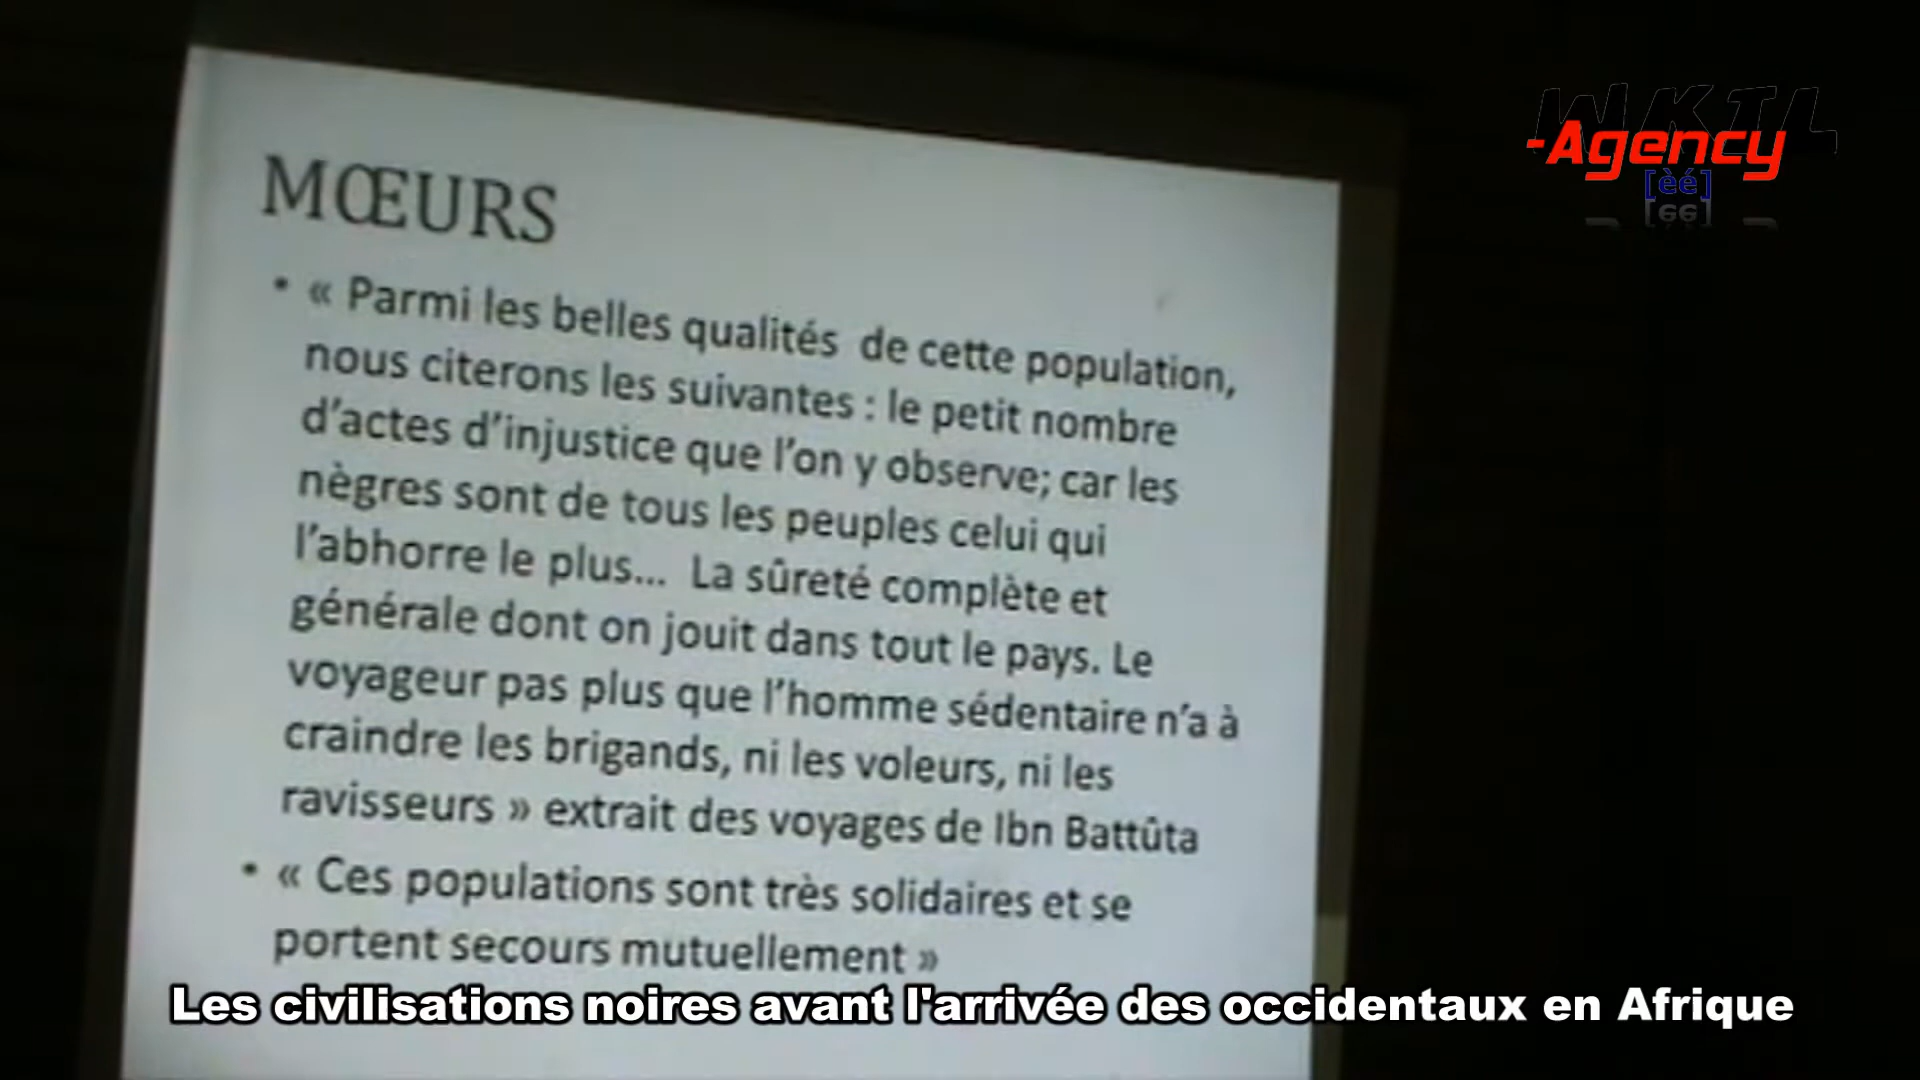 WKTL
-Agency
[èé]
MŒURS
• « Parmi les belles qualités de cette population,
nous citerons les suivantes : le petit nombre
d'actes d'injustice que l'on y observe; car les
nègres sont de tous les peuples celui qui
l'abhorre le plus... La sûreté complète et
générale dont on jouit dans tout le pays. Le
voyageur pas plus que l'homme sédentaire n'a à
craindre les brigands, ni les voleurs, ni les
ravisseurs » extrait des voyages de Ibn Battûta
• « Ces populations sont très solidaires et se
portent secours mutuellement »
Les civilisations noires avant l'arrivée des occidentaux en Afrique